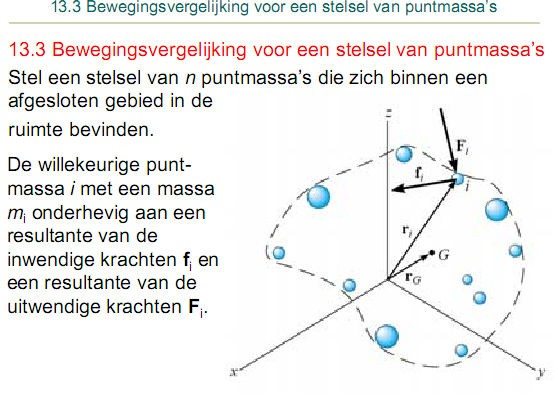 13.3 Bewegingsvergelijking voor een stelsel van puntmassa's
13.3 Bewegingsvergelijking voor een stelsel van puntmassa's
Stel een stelsel van n puntmassa's die zich binnen een
afgesloten gebied in de
ruimte bevinden.
De willekeurige punt-
massa i met een massa
mi onderhevig aan een
resultante van de
inwendige krachten fi en
een resultante van de
uitwendige krachten Fi.
z
Fi
fi
i
ri
G
rG
x
y